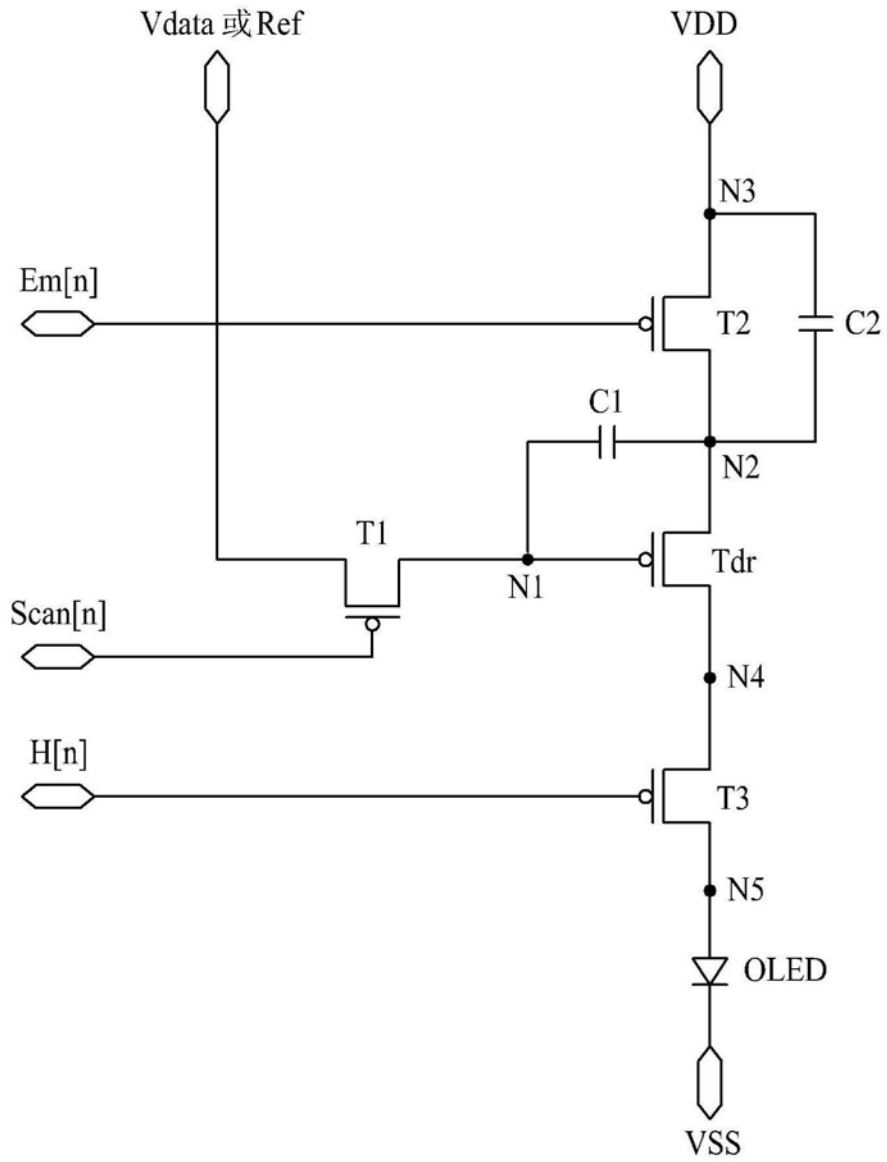 Vdata 或 Ref
VDD
N3
Em[n]
T2
C2
C1
N2
T1
Tdr
N1
Scan[n]
N4
H[n]
T3
N5
OLED
VSS